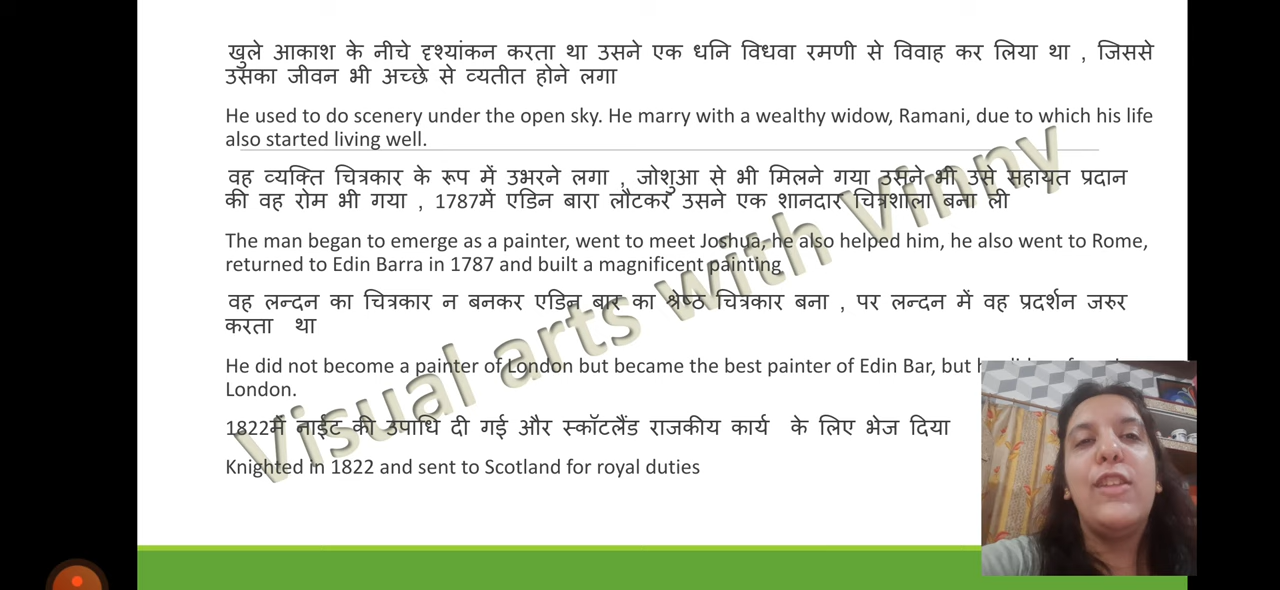 खुले आकाश के नीचे दृश्यांकन करता था उसने एक धनि विधवा रमणी से विवाह कर लिया था , जिससे
उसका जीवन भी अच्छे से व्यतीत होने लगा
He used to do scenery under the open sky. He marry with a wealthy widow, Ramani, due to which his life
also started living well.
वह व्यक्ति चित्रकार के रूप में उभरने लगा , जोशुआ से भी मिलने गया उसने भी उसे सहायत प्रदान
की वह रोम भी गया , 1787में एडिन बारा लौटकर उसने एक शानदार चित्रशाला बना ली
The man began to emerge as a painter, went to meet Joshua, he also helped him, he also went to Rome,
returned to Edin Barra in 1787 and built a magnificent painting
वह लन्दन का चित्रकार न बनकर एडिन बार का श्रेष्ठ चित्रकार बना , पर लन्दन में वह प्रदर्शन जरुर
करता था
He did not become a painter of London but became the best painter of Edin Bar, but
London.
1822में नाईट की उपाधि दी गई और स्कॉटलैंड राजकीय कार्य के लिए भेज दिया
Knighted in 1822 and sent to Scotland for royal duties
Visual arts with Vinny